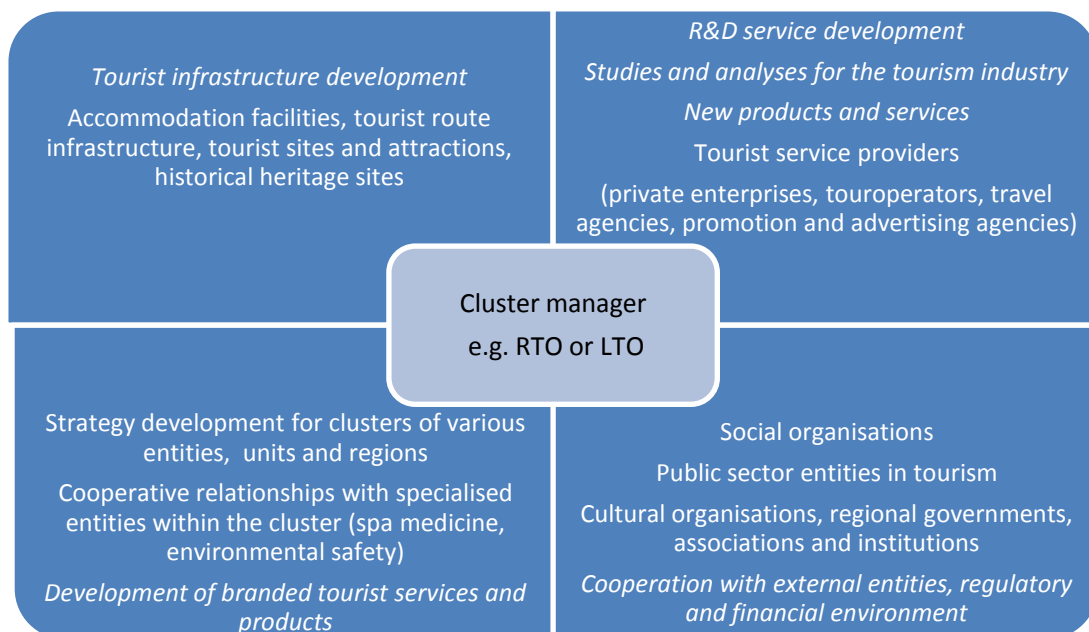 Tourist infrastructure development
Accommodation facilities, tourist route
infrastructure, tourist sites and attractions,
historical heritage sites
R&D service development
Studies and analyses for the tourism industry
New products and services
Tourist service providers
(private enterprises, touroperators, travel
agencies, promotion and advertising agencies)
Cluster manager
e.g. RTO or LTO
Strategy development for clusters of various
entities, units and regions
Cooperative relationships with specialised
entities within the cluster (spa medicine,
environmental safety)
Development of branded tourist services and
products
Social organisations
Public sector entities in tourism
Cultural organisations, regional governments,
associations and institutions
Cooperation with external entities, regulatory
and financial environment